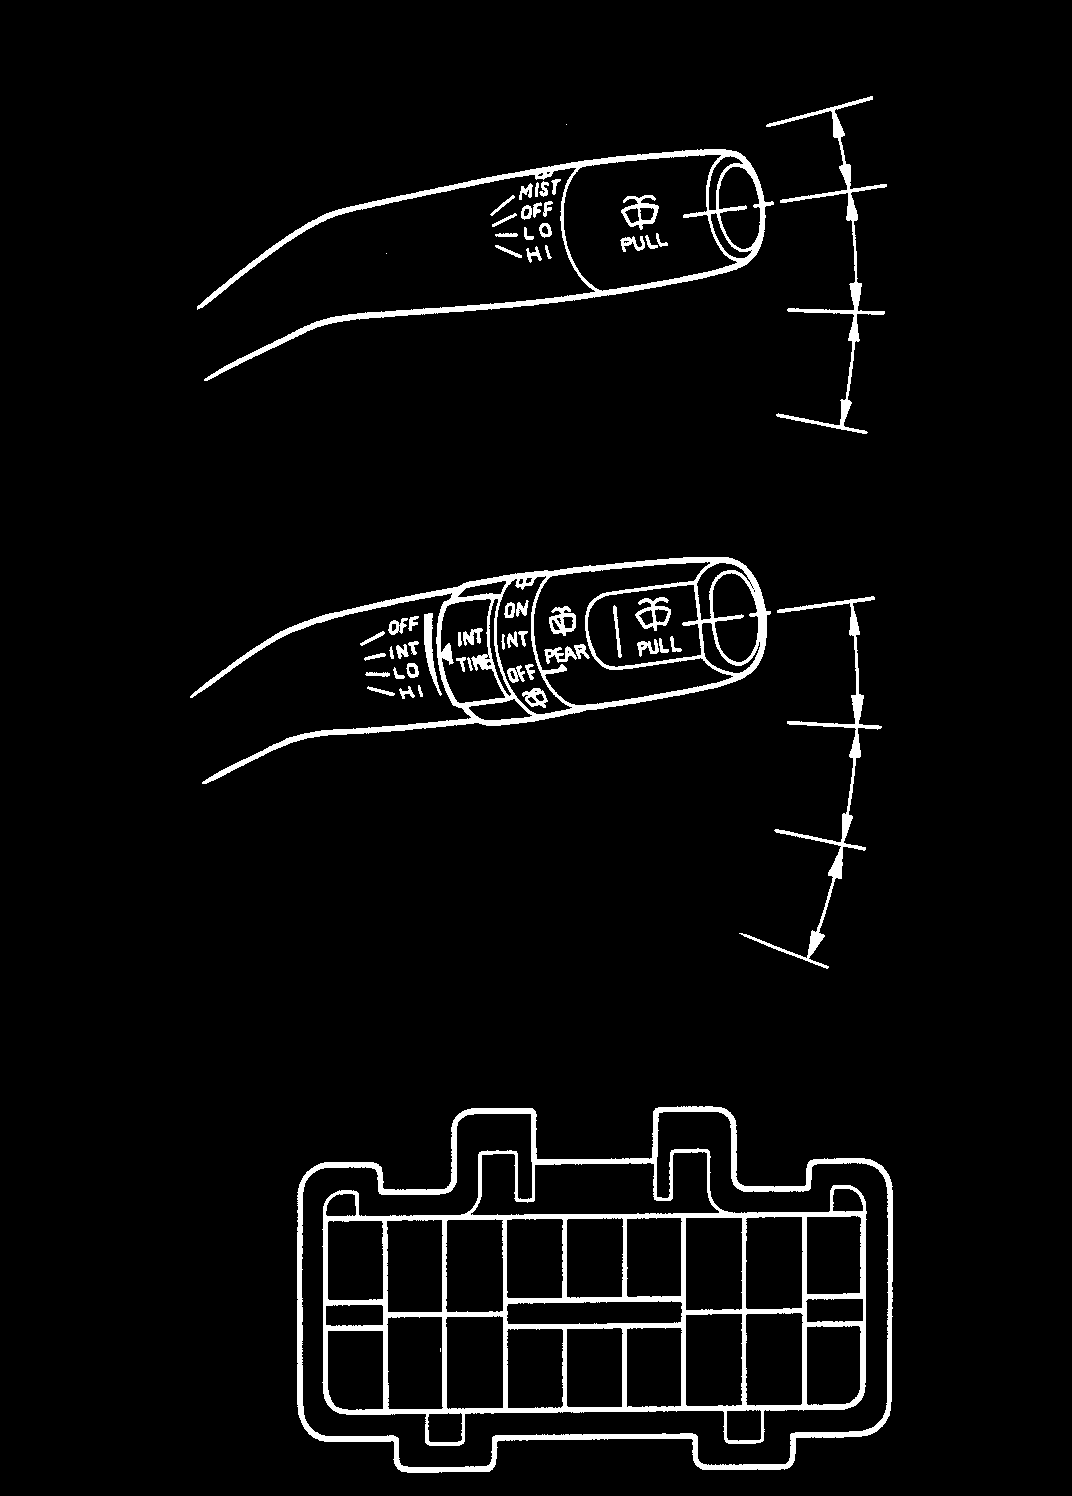 MIST
OFF
LO
HI
PULL
OFF
INT
LO
HI
INT
TIME
ON
INT
OFF
PEAR
PULL